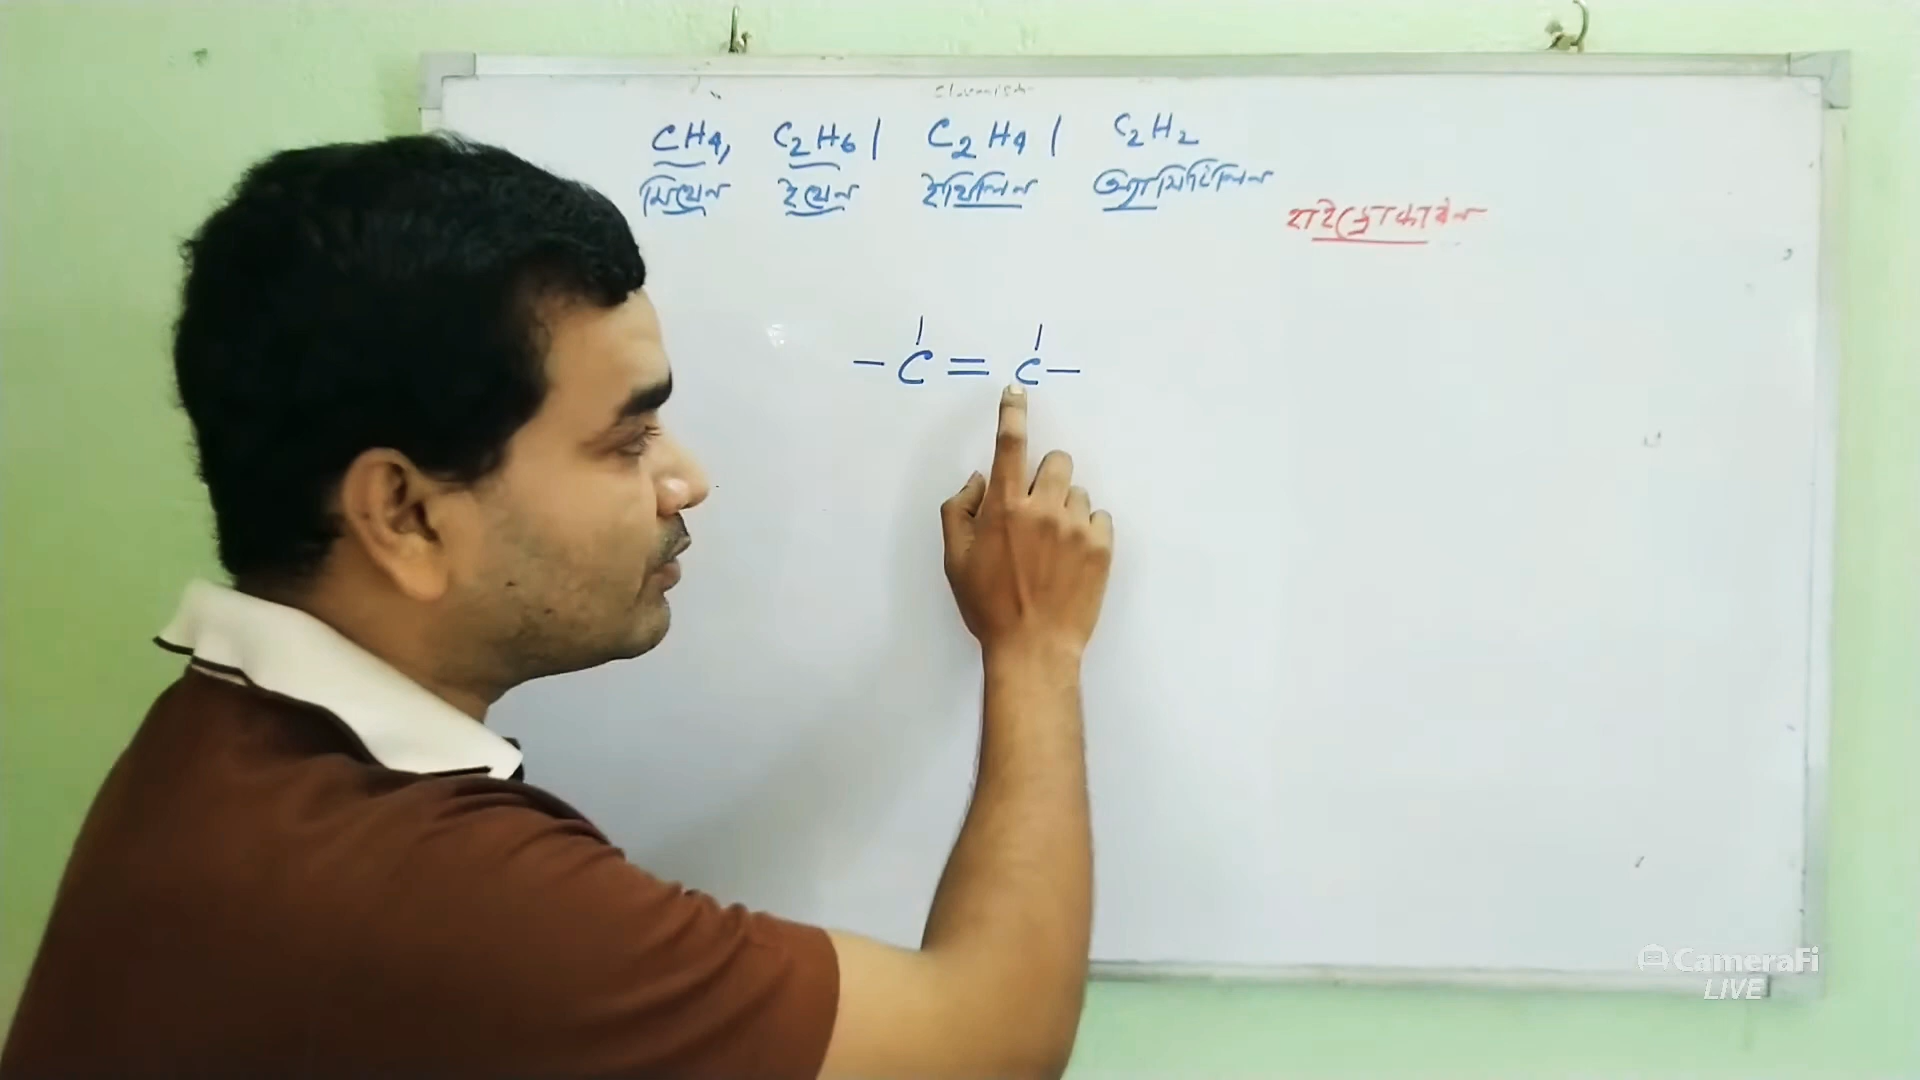 CH4, C2H6 | C2H4 | C2H2
মিথেন ইথেন ইথিলিন অ্যাসিটিলিন
হাইড্রোকার্বন
– C = C –
CameraFi
LIVE